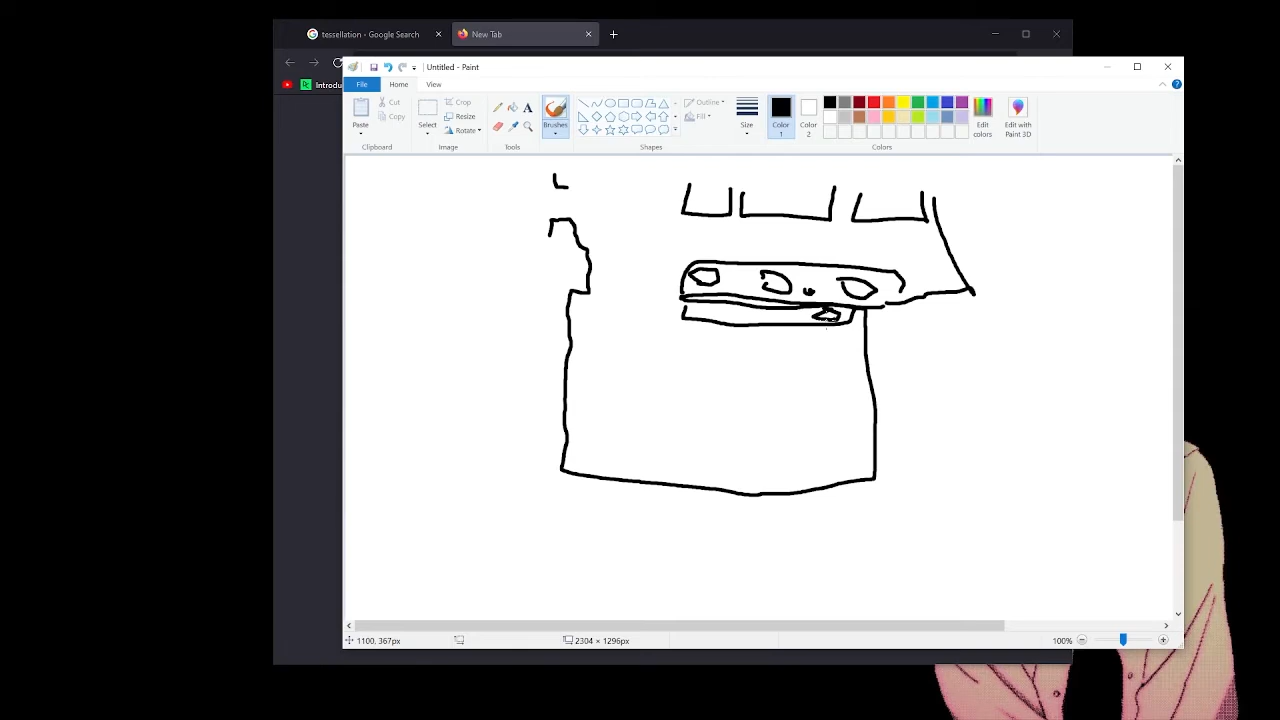 tessellation - Google Search
New Tab
Introdu
Untitled - Paint
File
Home
View
Paste
Cut
Copy
Clipboard
Select
Crop
Resize
Rotate
Image
Tools
Brushes
Shapes
Outline
Fill
Size
Color
1
Color
2
Colors
Edit
colors
Edit with
Paint 3D
1100, 367px
2304 × 1296px
100%